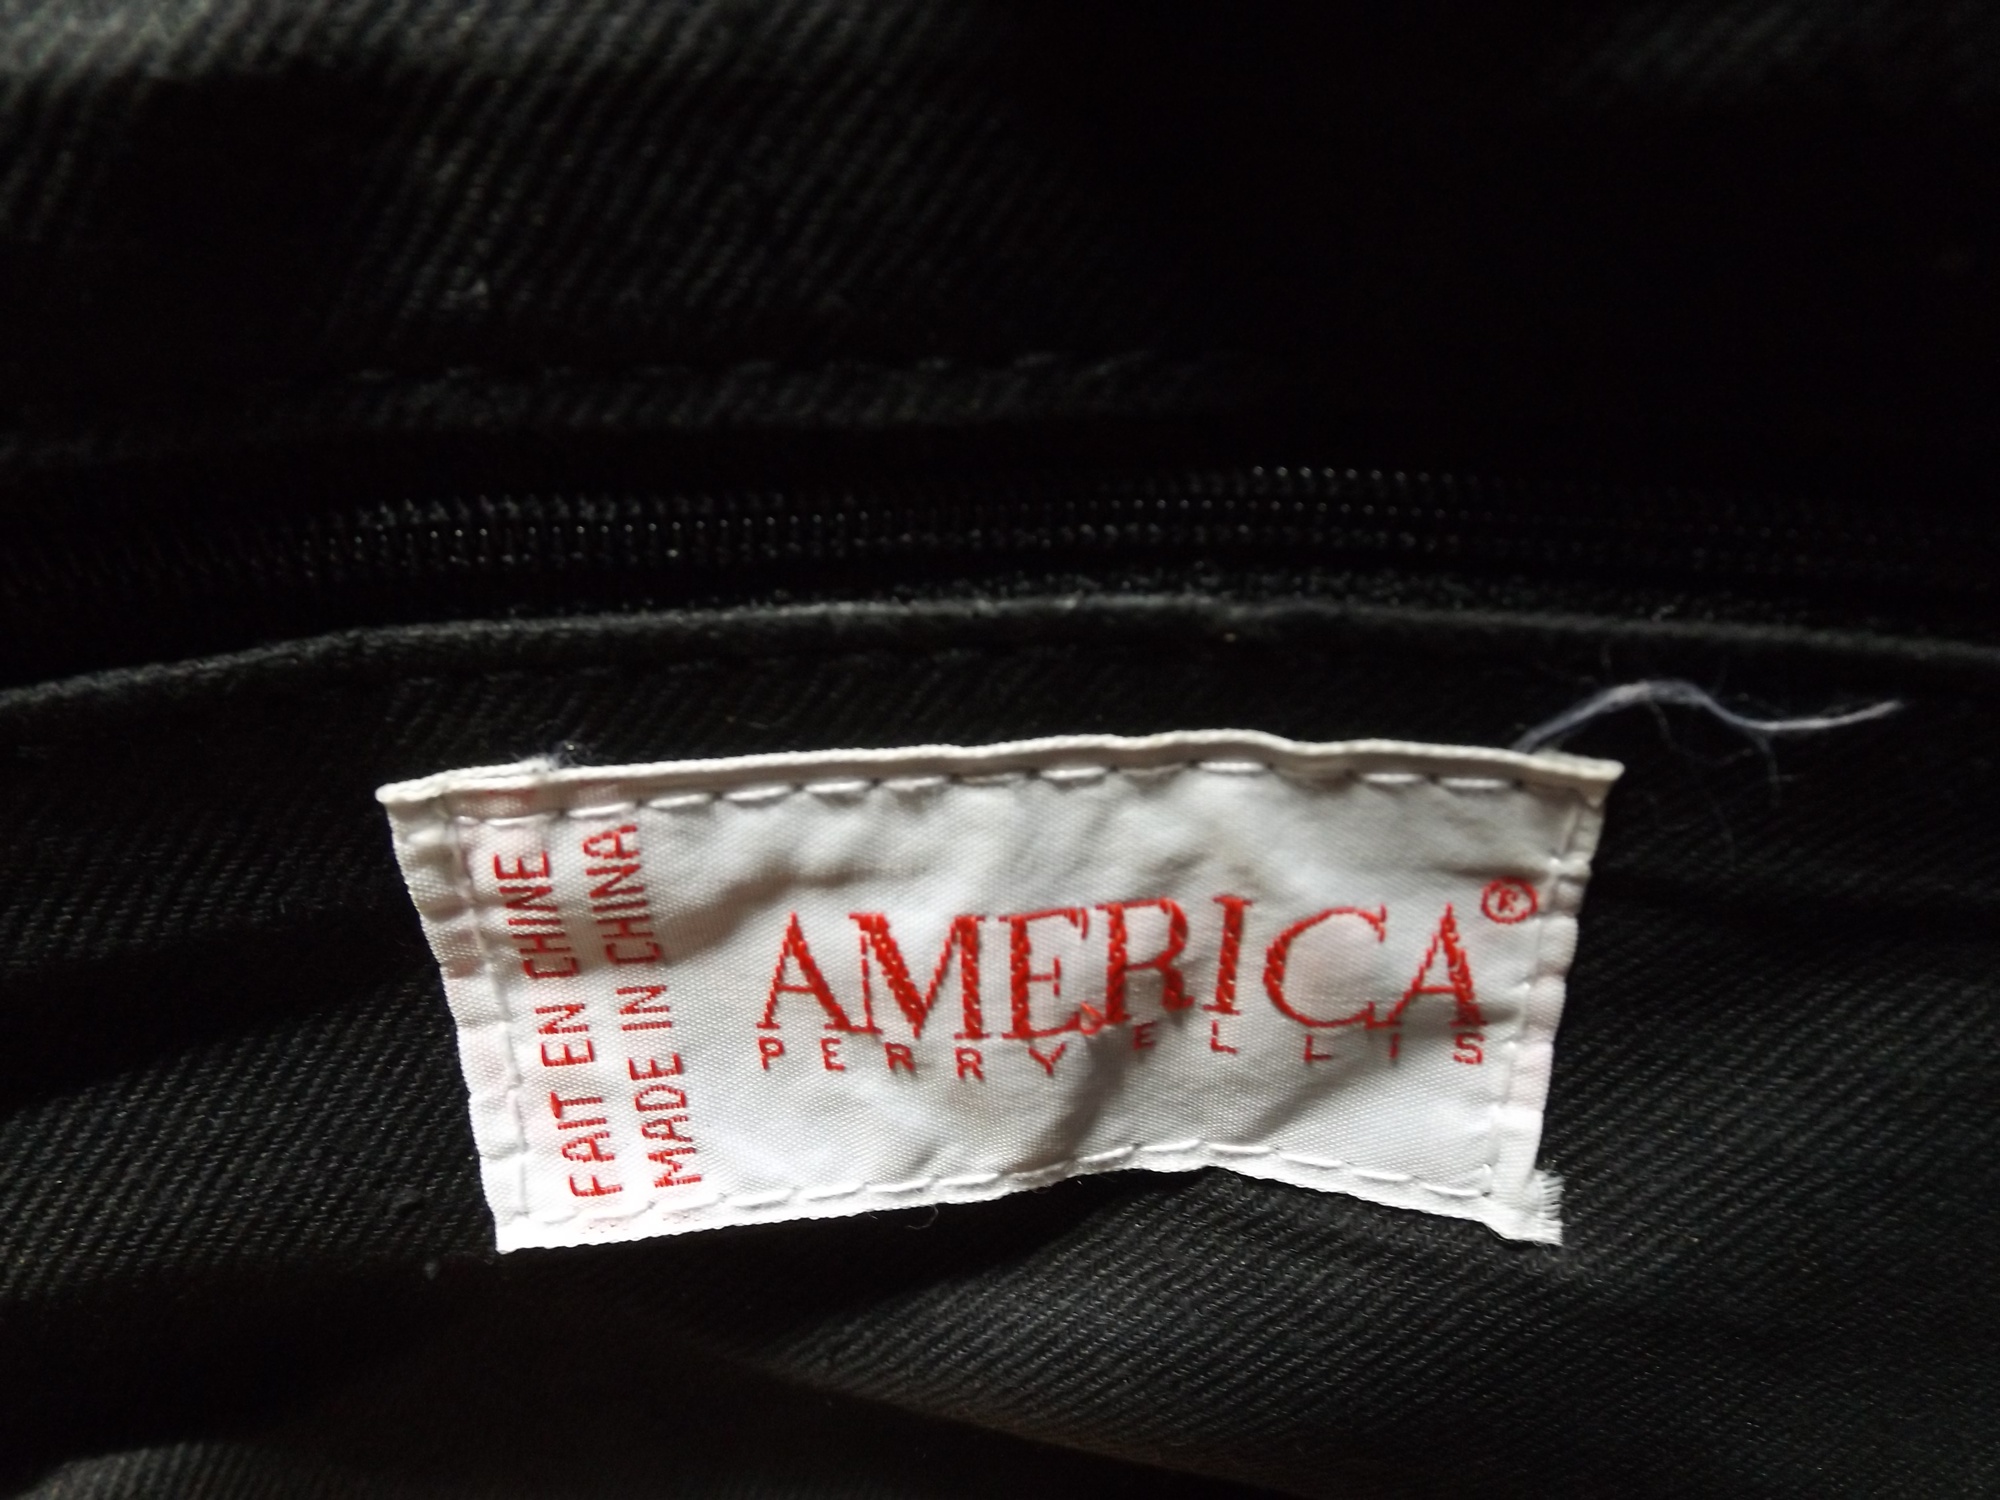 FAIT EN CHINE
MADE IN CHINA
AMERICA®
PERRY ELLIS